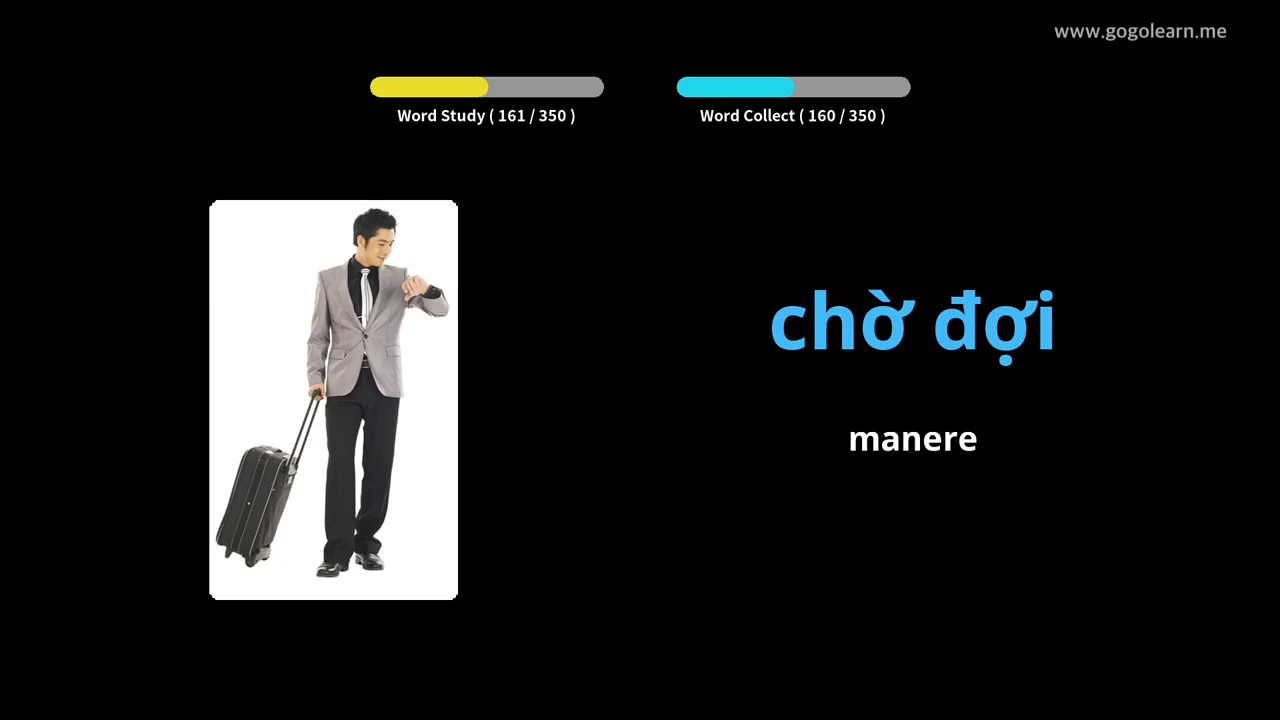 www.gogolearn.me
Word Study ( 161 / 350 )
Word Collect ( 160 / 350 )
chờ đợi
manere